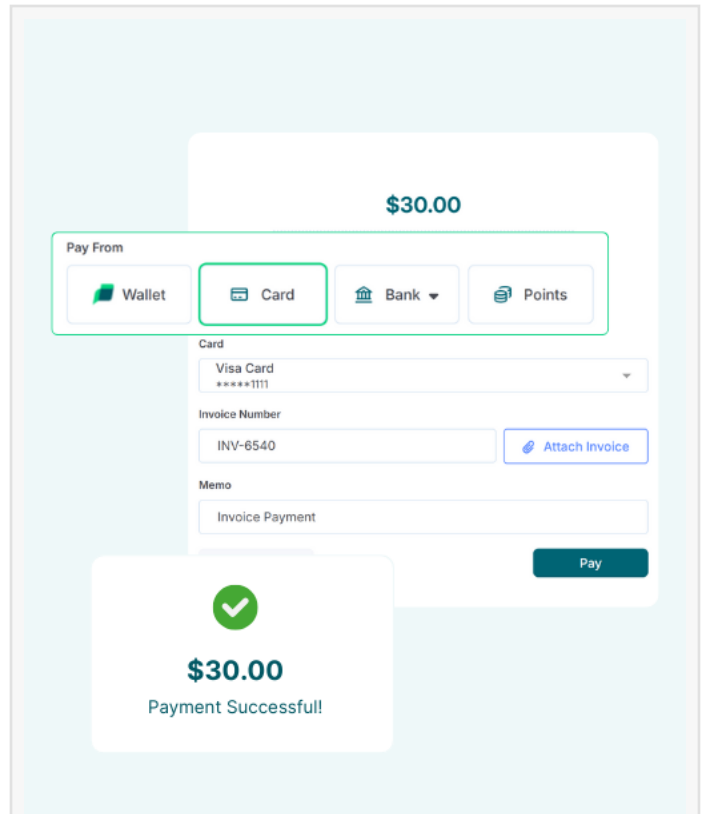 $30.00
Pay From
Wallet
Card
Bank
Points
Card
Visa Card
*****1111
Invoice Number
INV-6540
Attach Invoice
Memo
Invoice Payment
Pay
$30.00
Payment Successful!